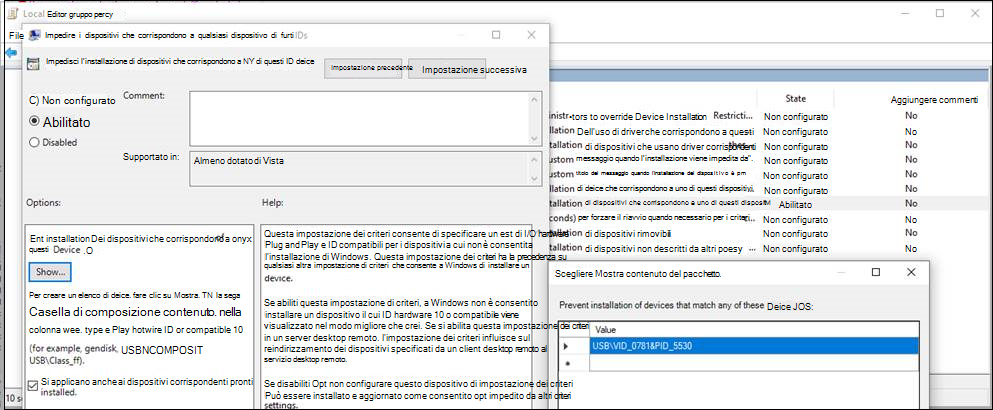 Local Editor gruppo percy
File
Impedire i dispositivi che corrispondono a qualsiasi dispositivo di furti IDs
Impedisci l'installazione di dispositivi che corrispondono a NY di questi ID deice
Impostazione precedente
Impostazione successiva
C) Non configurato
Comment:
Abilitato
Disabled
Supportato in:
Almeno dotato di Vista
Options:
Help:
Ent installation Dei dispositivi che corrispondono a onyx of
questi Device .O
Show...
Per creare un elenco di deice, fare clic su Mostra. TN la sega
Casella di composizione contenuto. nella
colonna wee. type e Play hotwire ID or compatible 10
(for example, gendisk, USBNCOMPOSIT
USB\Class_ff).
Si applicano anche ai dispositivi corrispondenti pronti
installed.
Questa impostazione dei criteri consente di specificare un est di I/O hardware
Plug and Play e ID compatibili per i dispositivi a cui non è consentita
l'installazione di Windows. Questa impostazione dei criteri ha la precedenza su
qualsiasi altra impostazione di criteri che consente a Windows di installare un
device.
Se abiliti questa impostazione di criteri, a Windows non è consentito
installare un dispositivo il cui ID hardware 10 o compatibile viene
visualizzato nel modo migliore che crei. Se si abilita questa impostazione dei criteri
in un server desktop remoto. l'impostazione dei criteri influisce sul
reindirizzamento dei dispositivi specificati da un client desktop remoto al
servizio desktop remoto.
Se disabiliti Opt non configurare questo dispositivo di impostazione dei criteri
Può essere installato e aggiornato come consentito opt impedito da altri criteri
settings.
State
Aggiungere commenti
inistr tors to override Device Installation Restricti... Non configurato No
llation Dell'uso di driver che corrispondono a questi Non configurato No
tallation di dispositivi che usano driver corrispondenti Non configurato No
ustom messaggio quando l'installazione viene impedita da". Non configurato No
ustom titolo del messaggio quando l'installazione del dispositivo è pm Non configurato No
llation di deice che corrispondono a uno di questi dispositivi, Non configurato No
tallation di dispositivi che corrispondono e uno di questi disposit Abilitato No
conds) per forzare il riavvio quando necessario per i criteri... Non configurato No
tallation di dispositivi rimovibili Non configurato No
tallation di dispositivi non descritti da altri poesy ... Non configurato No
Scegliere Mostra contenuto del pacchetto.
Prevent installation of devices that match any of these Deice JOS:
Value
USB\VID_0781&PID_5530
10 se